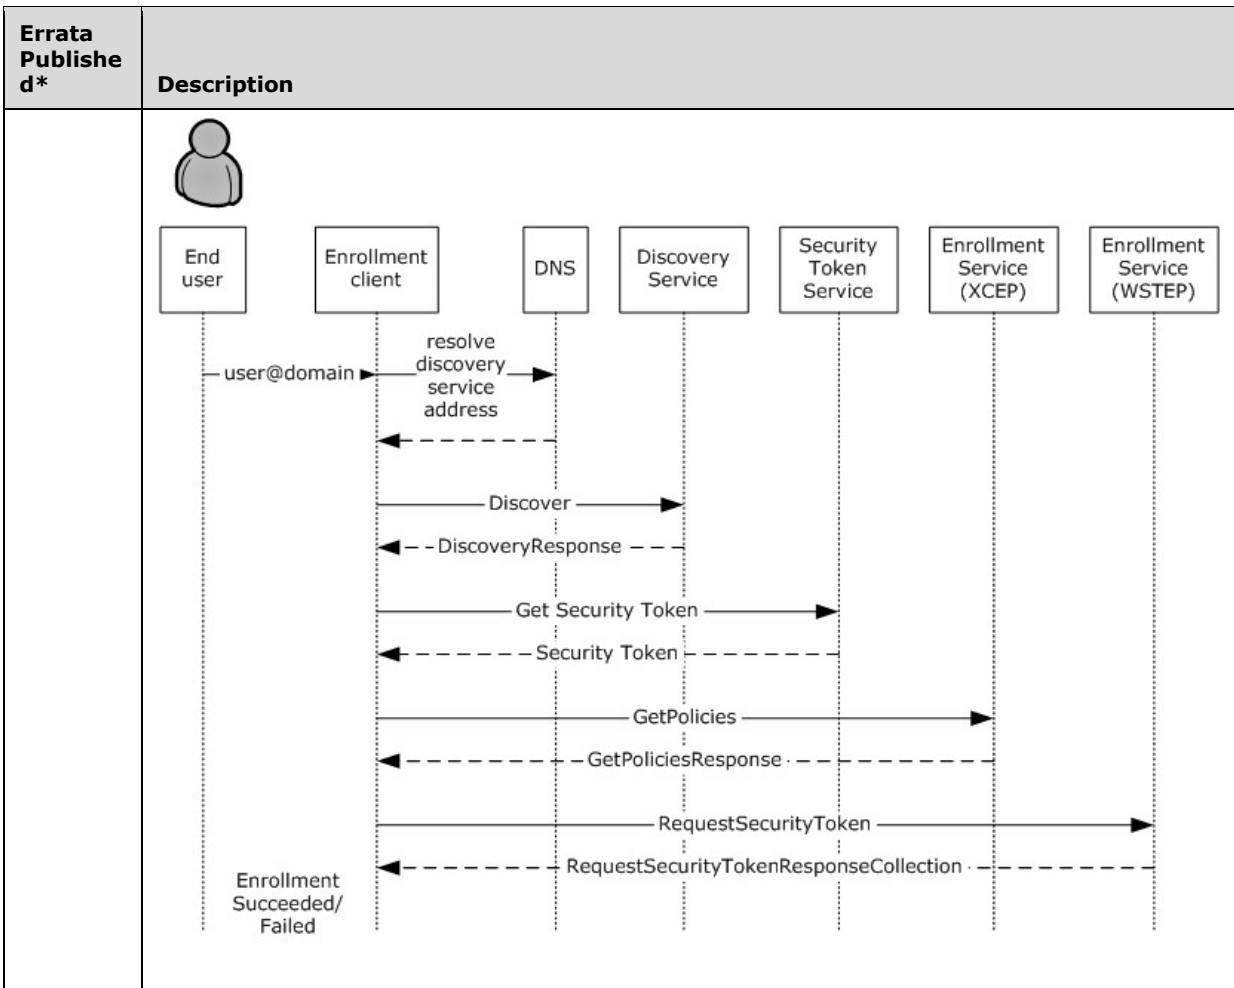 Errata
Publishe
d*
Description
End
user
Enrollment
client
DNS
Discovery
Service
Security
Token
Service
Enrollment
Service
(XCEP)
Enrollment
Service
(WSTEP)
user@domain
resolve
discovery
service
address
Discover
DiscoveryResponse
Get Security Token
Security Token
GetPolicies
GetPoliciesResponse
RequestSecurityToken
RequestSecurityTokenResponseCollection
Enrollment
Succeeded/
Failed